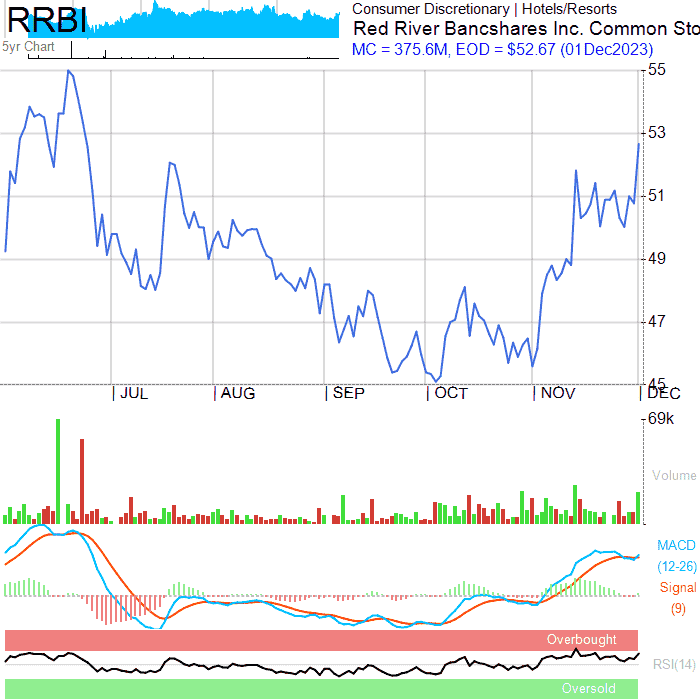 RRBI
Consumer Discretionary | Hotels/Resorts
Red River Bancshares Inc. Common Sto
MC = 375.6M, EOD = $52.67 (01Dec2023)
5yr Chart
55
53
51
49
47
45
JUL AUG SEP OCT NOV DEC
69k
Volume
MACD
(12-26)
Signal
(9)
Overbought
RSI(14)
Oversold